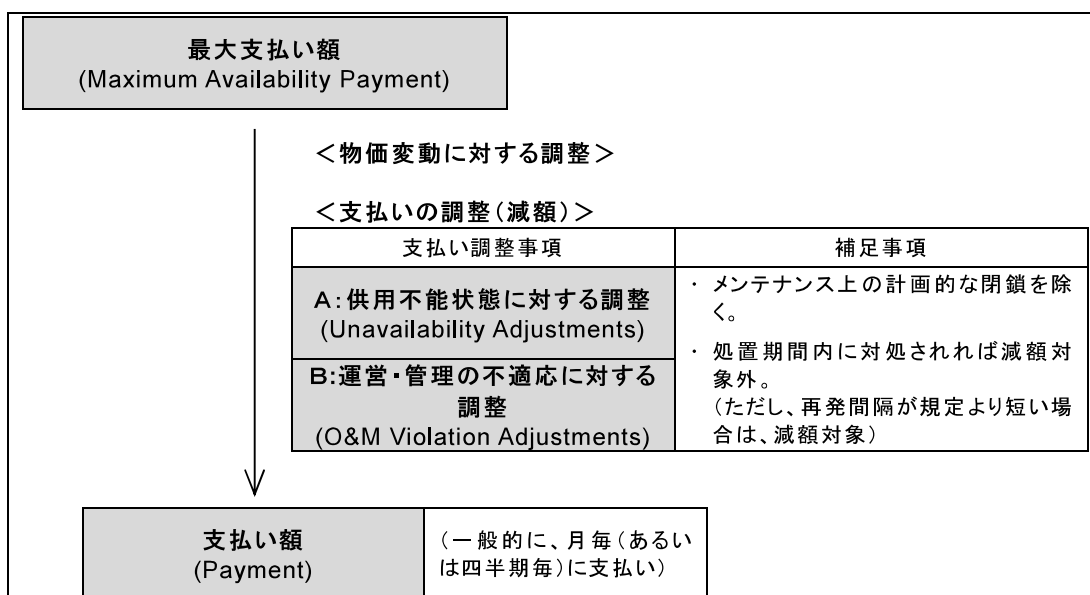 最大支払い額
(Maximum Availability Payment)
＜物価変動に対する調整＞
＜支払いの調整（減額）＞
支払い調整事項
補足事項
A：供用不能状態に対する調整
(Unavailability Adjustments)
B:運営・管理の不適応に対する
調整
(O&M Violation Adjustments)
・ メンテナンス上の計画的な閉鎖を除
く。
・ 処置期間内に対処されれば減額対
象外。
（ただし、再発間隔が規定より短い場
合は、減額対象）
支払い額
(Payment)
（一般的に、月毎（あるい
は四半期毎）に支払い）